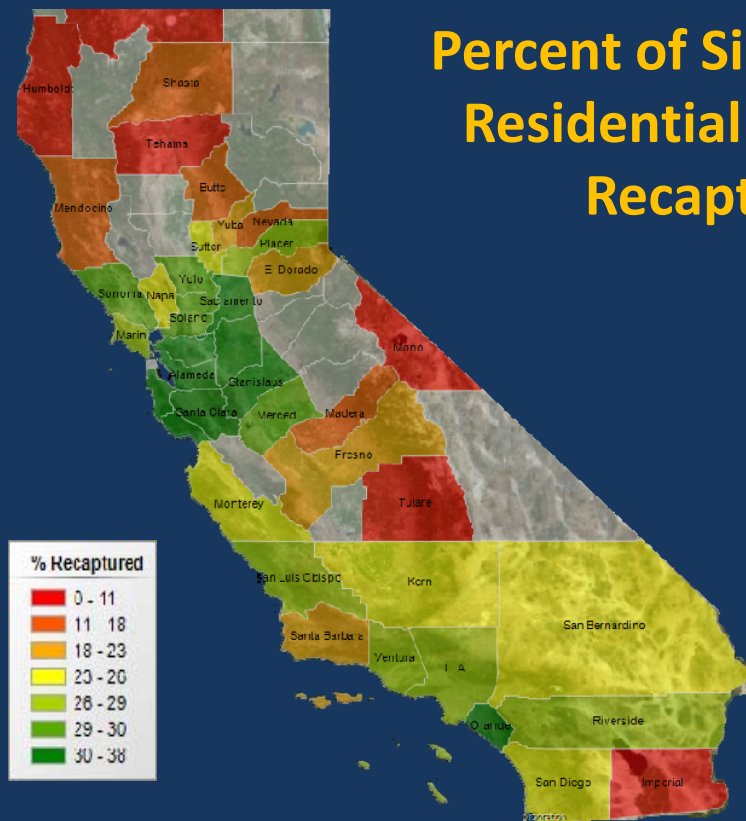 Percent of Si
Residential
Recapt
Humboldt
Shasta
Tehama
Butte
Mendocino
Yuba
Nevada
Sutter
Placer
El Dorado
Yolo
Sonoma
Napa
Sacramento
Solano
Marin
Mono
Alameda
Stanislaus
Santa Clara
Merced
Madera
Fresno
Monterey
Tulare
% Recaptured
0 - 11
11 18
18 - 23
23 - 26
26 - 29
29 - 30
30 - 38
San Luis Obispo
Kern
San Bernardino
Santa Barbara
Ventura
L A
Orange
Riverside
San Diego
Imperial